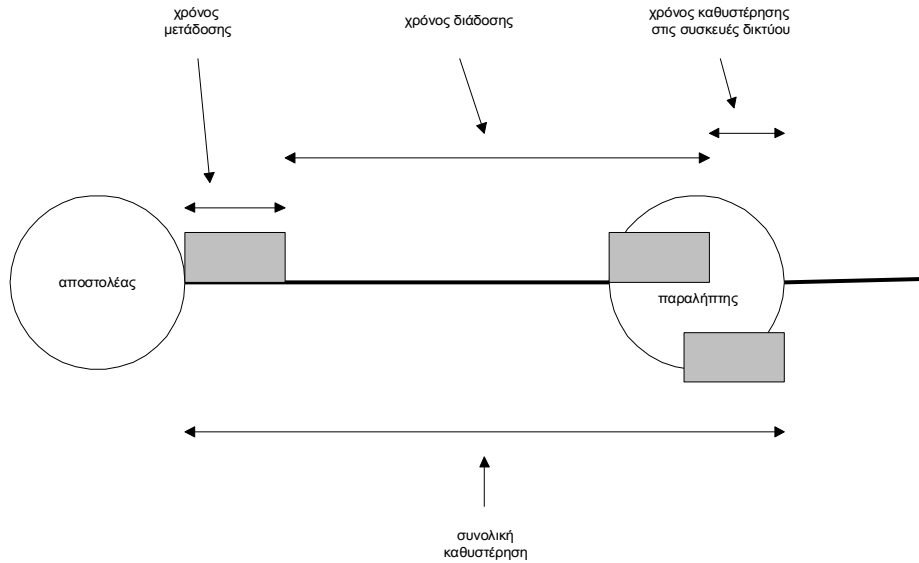 χρόνος
μετάδοσης
χρόνος διάδοσης
χρόνος καθυστέρησης
στις συσκευές δικτύου
αποστολέας
παραλήπτης
συνολική
καθυστέρηση